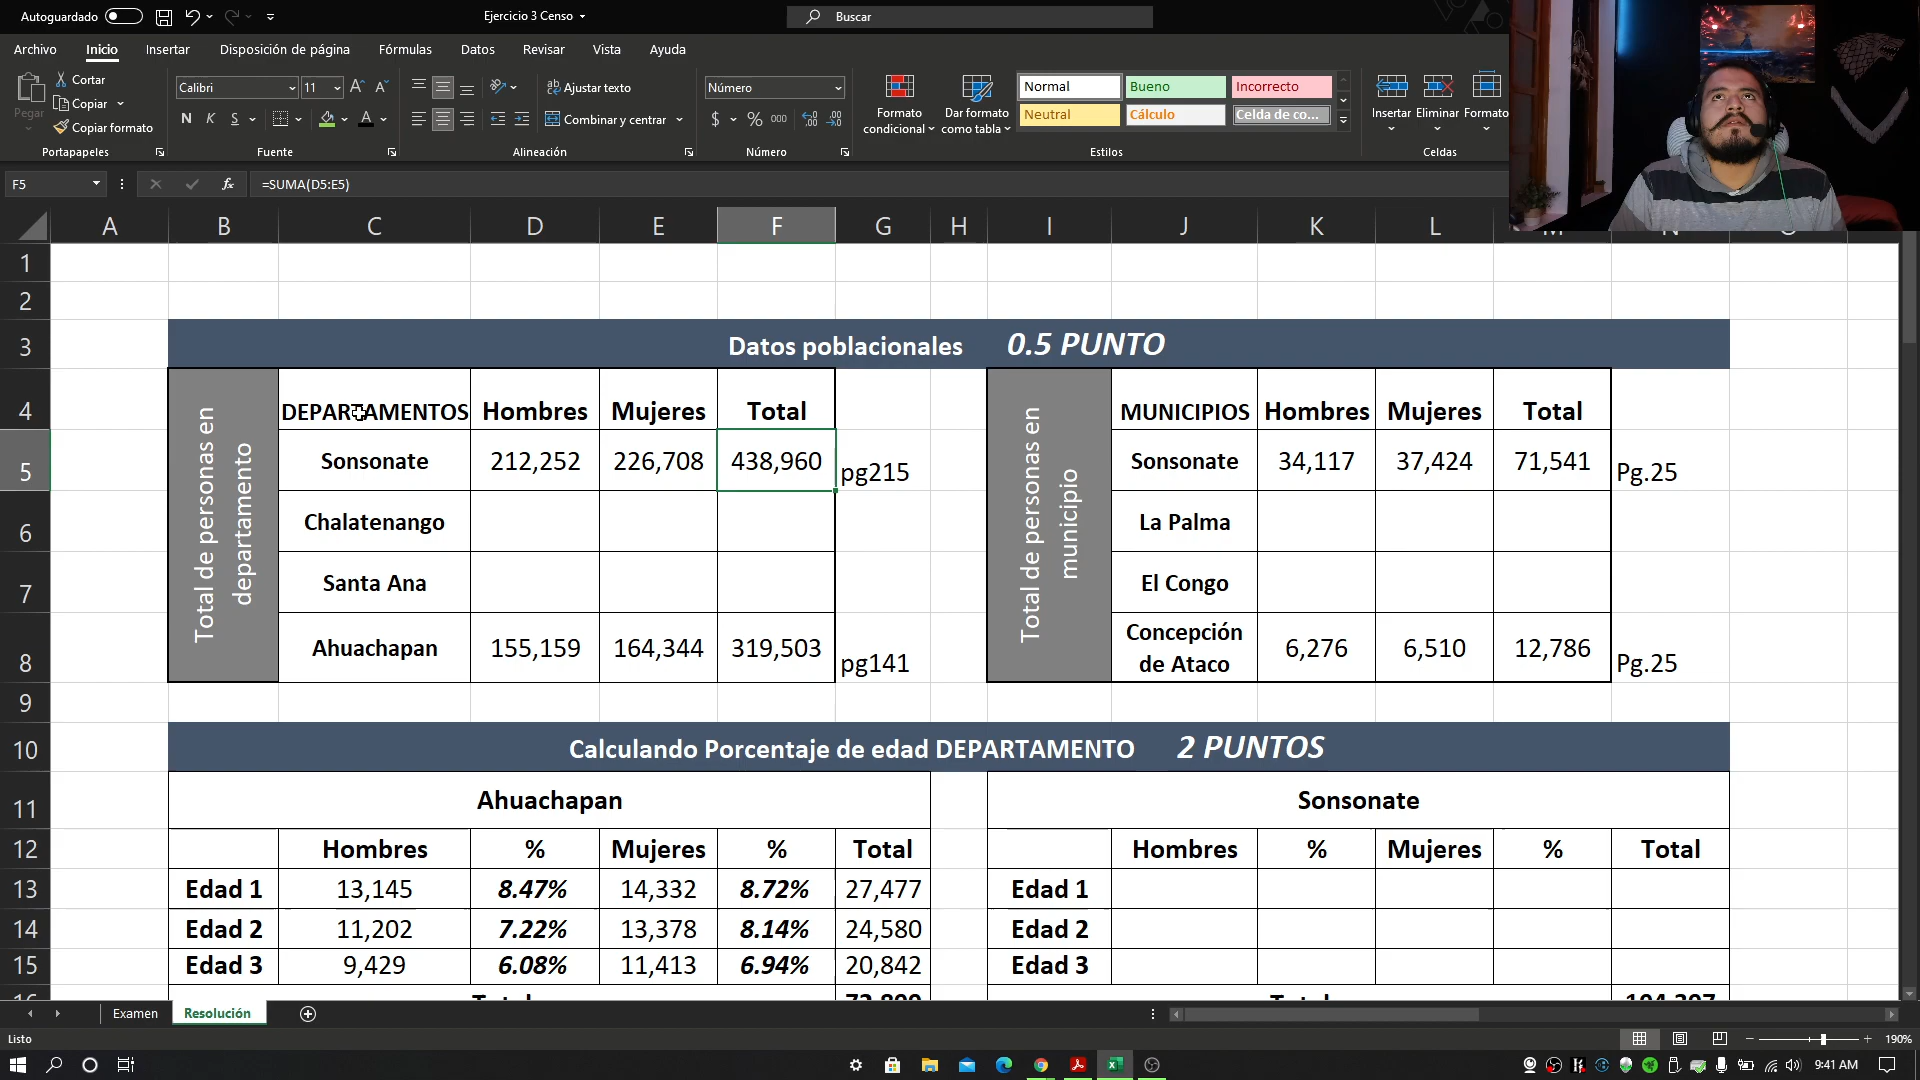 Autoguardado
Ejercicio 3 Censo
Buscar
Archivo Inicio Insertar Disposición de página Fórmulas Datos Revisar Vista Ayuda
Pegar
Cortar
Copiar
Copiar formato
Portapapeles
Calibri 11
N K S
Fuente
Ajustar texto
Combinar y centrar
Alineación
Número
$ % 000
Número
Formato condicional
Dar formato como tabla
Normal Bueno Incorrecto
Neutral Cálculo Celda de co...
Estilos
Insertar Eliminar Formato
Celdas
F5 fx =SUMA(D5:E5)
A B C D E F G H I J K L M N O
1
2
3 Datos poblacionales 0.5 PUNTO
Total de personas en departamento
4 DEPARTAMENTOS Hombres Mujeres Total
5 Sonsonate 212,252 226,708 438,960 pg215
6 Chalatenango
7 Santa Ana
8 Ahuachapan 155,159 164,344 319,503 pg141
Total de personas en municipio
MUNICIPIOS Hombres Mujeres Total
Sonsonate 34,117 37,424 71,541 Pg.25
La Palma
El Congo
Concepción de Ataco 6,276 6,510 12,786 Pg.25
9
10 Calculando Porcentaje de edad DEPARTAMENTO 2 PUNTOS
11 Ahuachapan Sonsonate
12 Hombres % Mujeres % Total Hombres % Mujeres % Total
13 Edad 1 13,145 8.47% 14,332 8.72% 27,477 Edad 1
14 Edad 2 11,202 7.22% 13,378 8.14% 24,580 Edad 2
15 Edad 3 9,429 6.08% 11,413 6.94% 20,842 Edad 3
16 Total Total
Examen Resolución
Listo
190%
9:41 AM